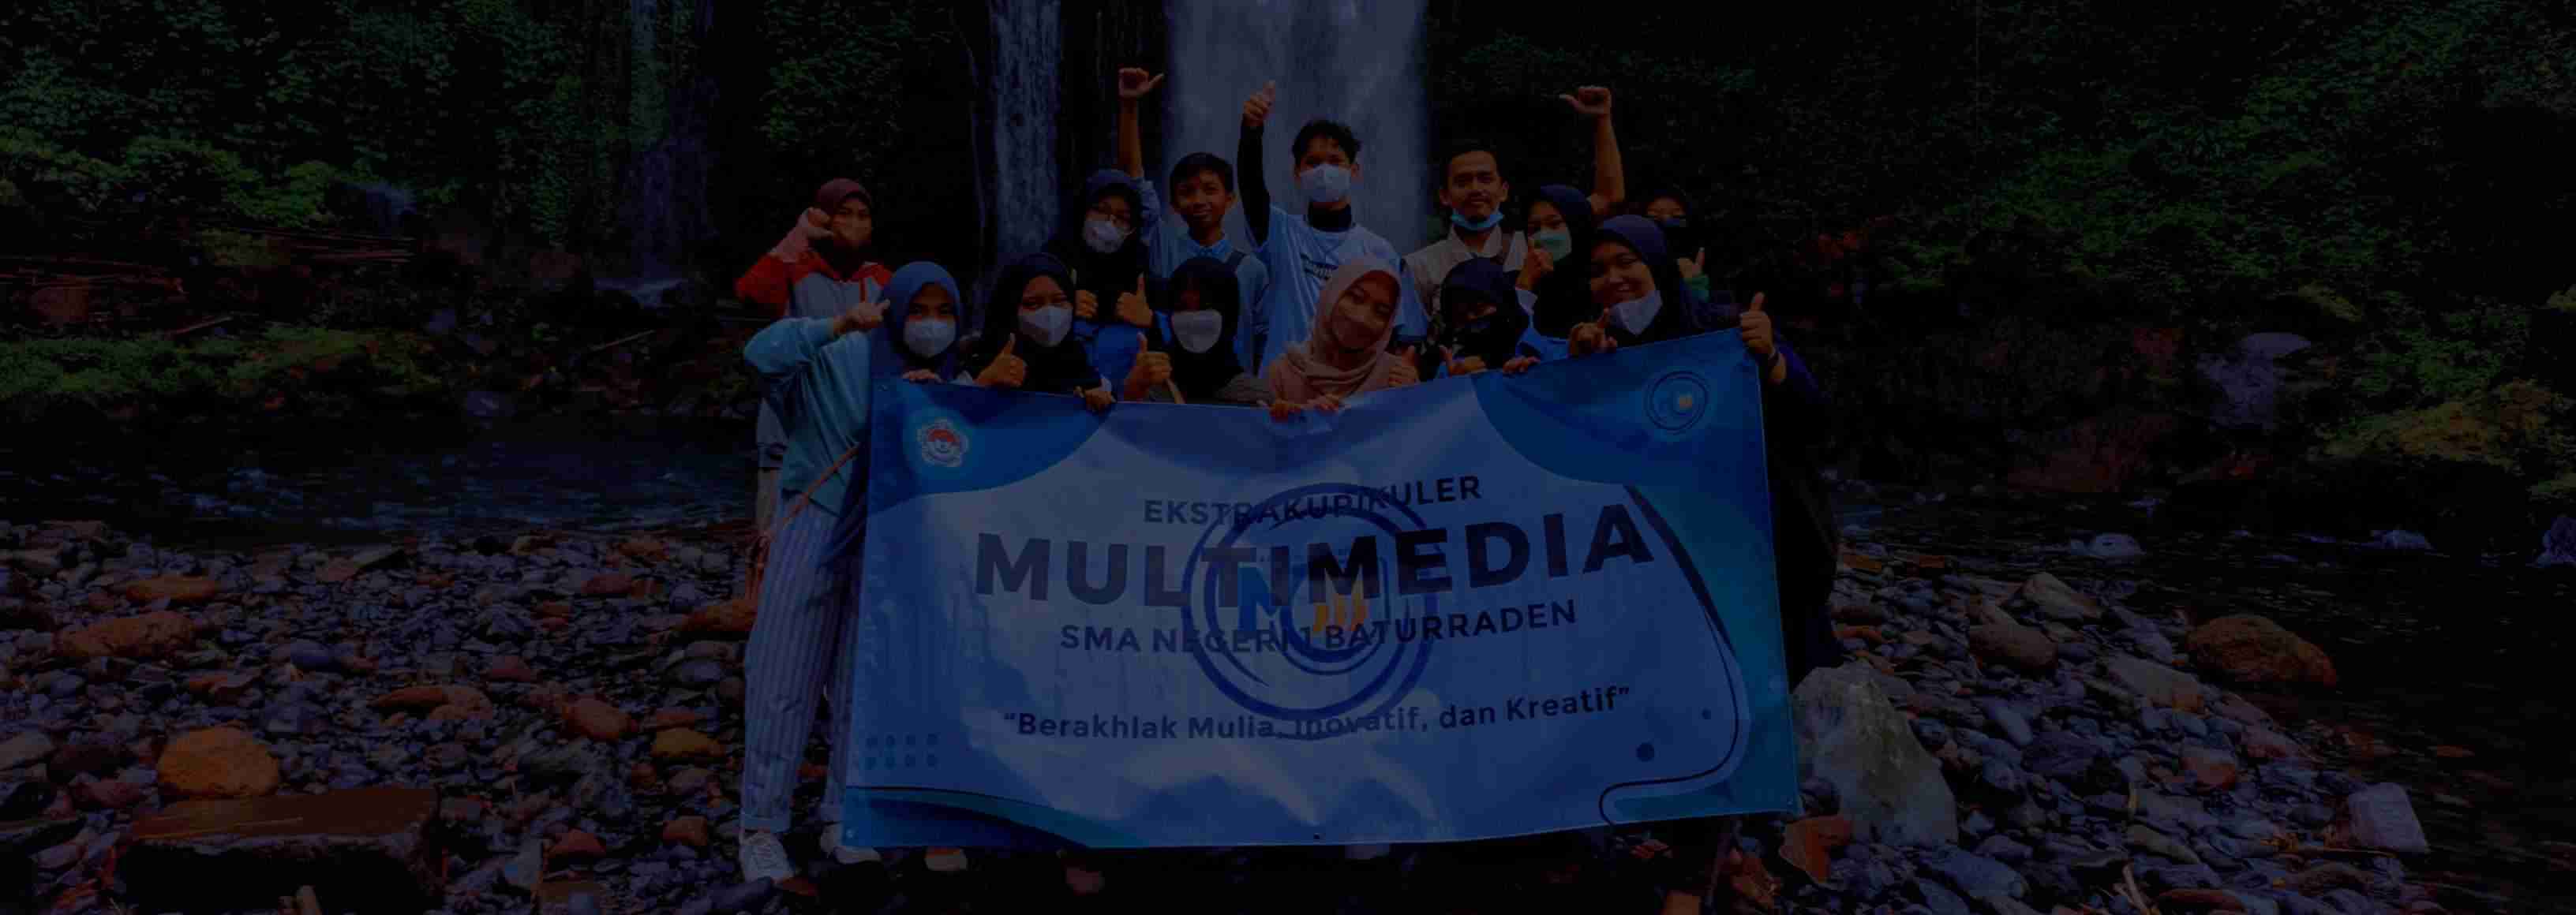 EKSTRAKURIKULER
MULTIMEDIA
SMA NEGERI 1 BATURRADEN
"Berakhlak Mulia, Inovatif, dan Kreatif"